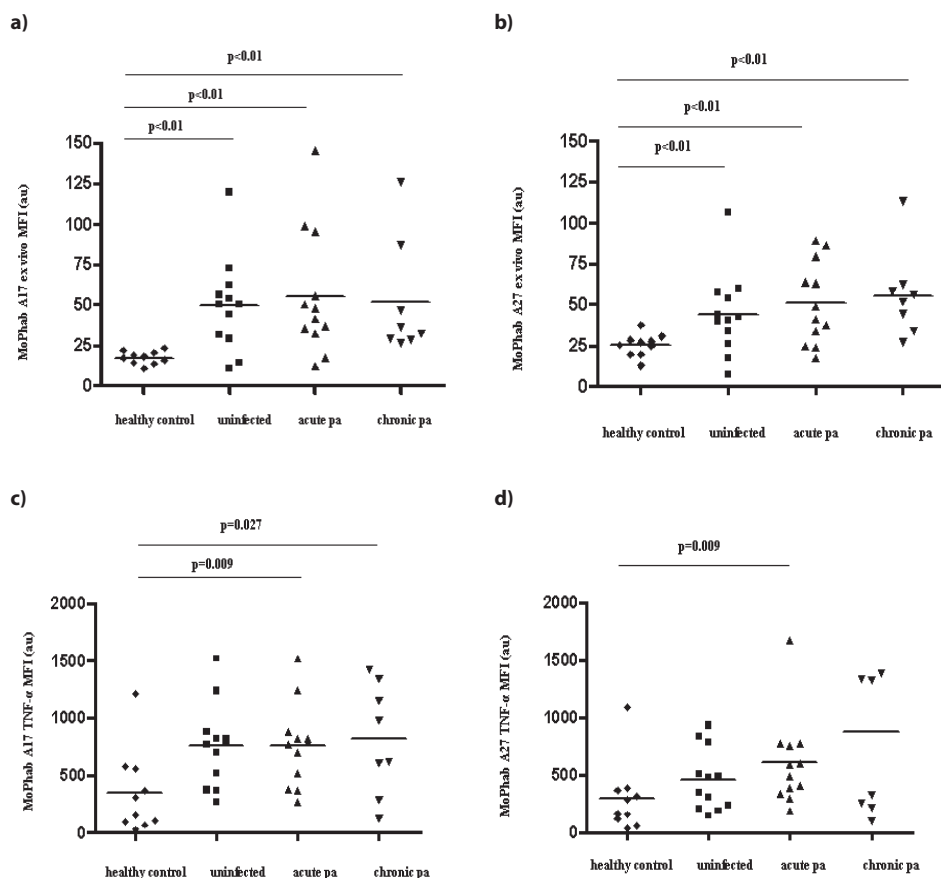 a)
p<0.01
p<0.01
p<0.01
150
125
100
75
50
25
0
MoPhab A17 ex vivo MFI (au)
healthy control uninfected acute pa chronic pa
b)
p<0.01
p<0.01
p<0.01
150
125
100
75
50
25
0
MoPhab A27 ex vivo MFI (au)
healthy control uninfected acute pa chronic pa
c)
p=0.027
p=0.009
2000
1500
1000
500
0
MoPhab A17 TNF-α MFI (au)
healthy control uninfected acute pa chronic pa
d)
p=0.009
2000
1500
1000
500
0
MoPhab A27 TNF-α MFI (au)
healthy control uninfected acute pa chronic pa